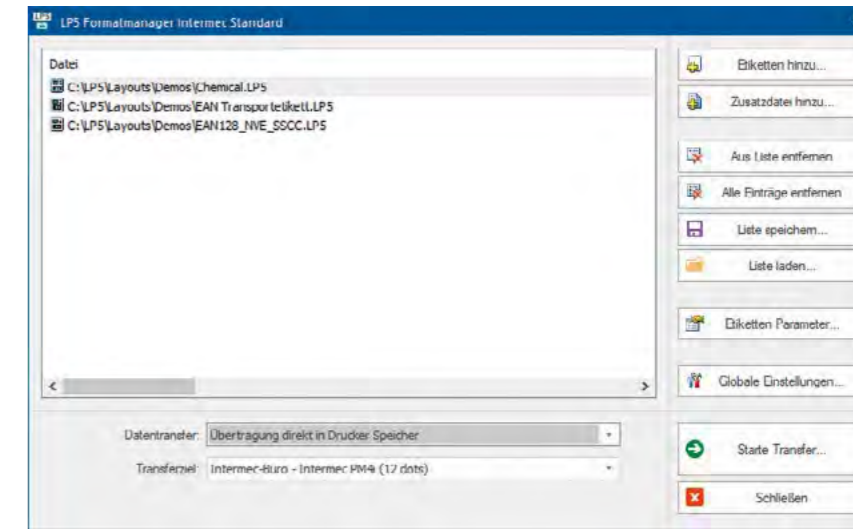 LP5 Formatmanager Intermec Standard
Datei
C:\LP5\Layouts\Demos\Chemical.LP5
C:\LP5\Layouts\Demos\EAN Transportetikett.LP5
C:\LP5\Layouts\Demos\EAN128_NVE_SSCC.LP5
Etiketten hinzu...
Zusatzdatei hinzu...
Aus Liste entfernen
Alle Einträge entfernen
Liste speichern...
Liste laden...
Etiketten Parameter...
Globale Einstellungen...
Datentransfer: Übertragung direkt in Drucker Speicher
Transferziel: Intermec-Büro - Intermec PM4i (12 dots)
Starte Transfer...
Schließen